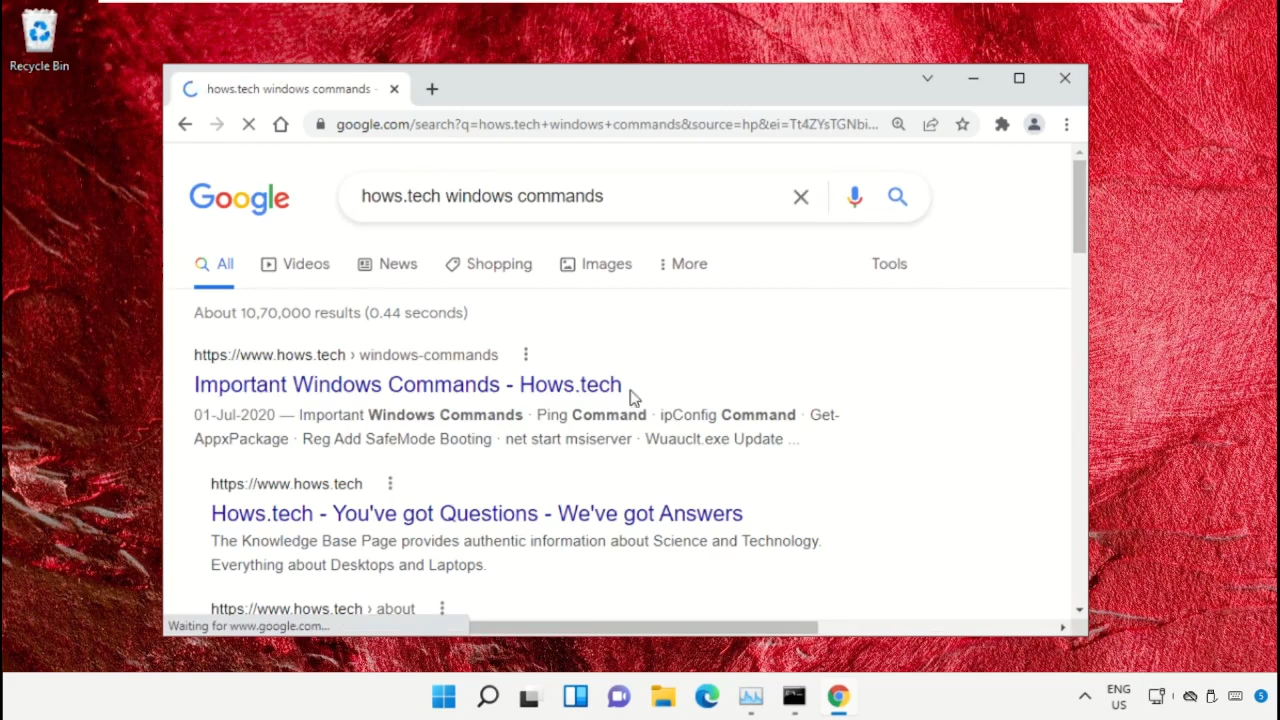 Recycle Bin
hows.tech windows commands -
google.com/search?q=hows.tech+windows+commands&source=hp&ei=Tt4ZYsTGNbi...
Google
hows.tech windows commands
All
Videos
News
Shopping
Images
More
Tools
About 10,70,000 results (0.44 seconds)
https://www.hows.tech › windows-commands
Important Windows Commands - Hows.tech
01-Jul-2020 — Important Windows Commands · Ping Command · ipConfig Command · Get-
AppxPackage · Reg Add SafeMode Booting · net start msiserver · Wuauclt.exe Update ...
https://www.hows.tech
Hows.tech - You've got Questions - We've got Answers
The Knowledge Base Page provides authentic information about Science and Technology.
Everything about Desktops and Laptops.
https://www.hows.tech › about
Waiting for www.google.com...
ENG
US
5